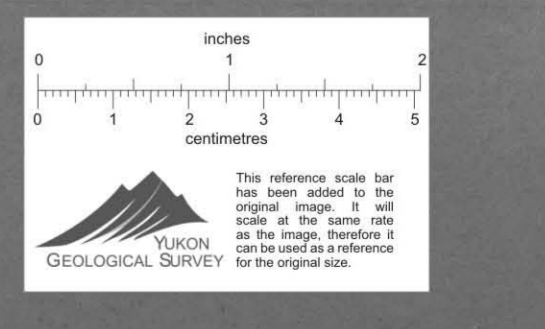 inches
0 1 2
0 1 2 3 4 5
centimetres
YUKON
GEOLOGICAL SURVEY
This reference scale bar
has been added to the
original image. It will
scale at the same rate
as the image, therefore it
can be used as a reference
for the original size.